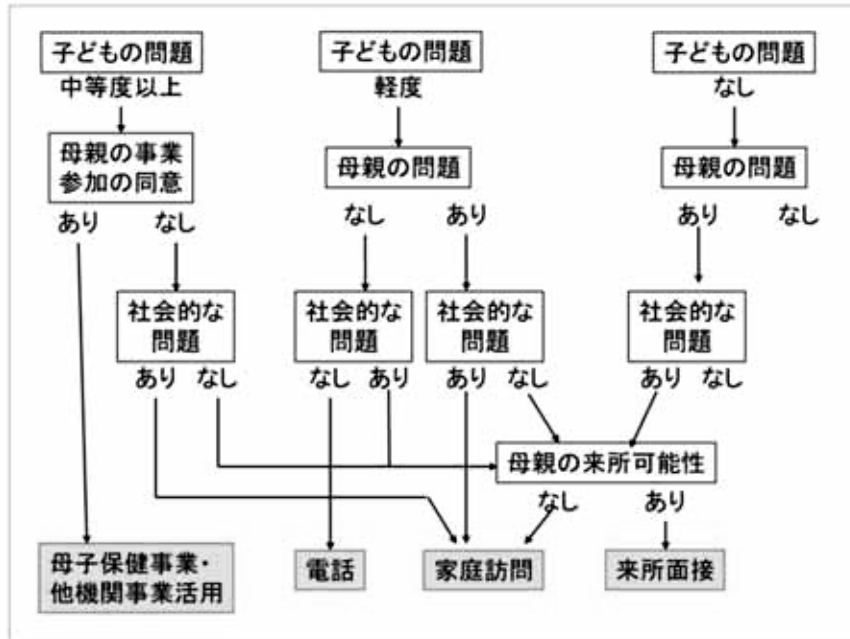 子どもの問題
中等度以上
母親の事業
参加の同意
あり なし
社会的な
問題
あり なし
母子保健事業・
他機関事業活用
子どもの問題
軽度
母親の問題
なし あり
社会的な
問題
なし あり
社会的な
問題
あり なし
電話
家庭訪問
子どもの問題
なし
母親の問題
あり なし
社会的な
問題
あり なし
母親の来所可能性
なし あり
来所面接